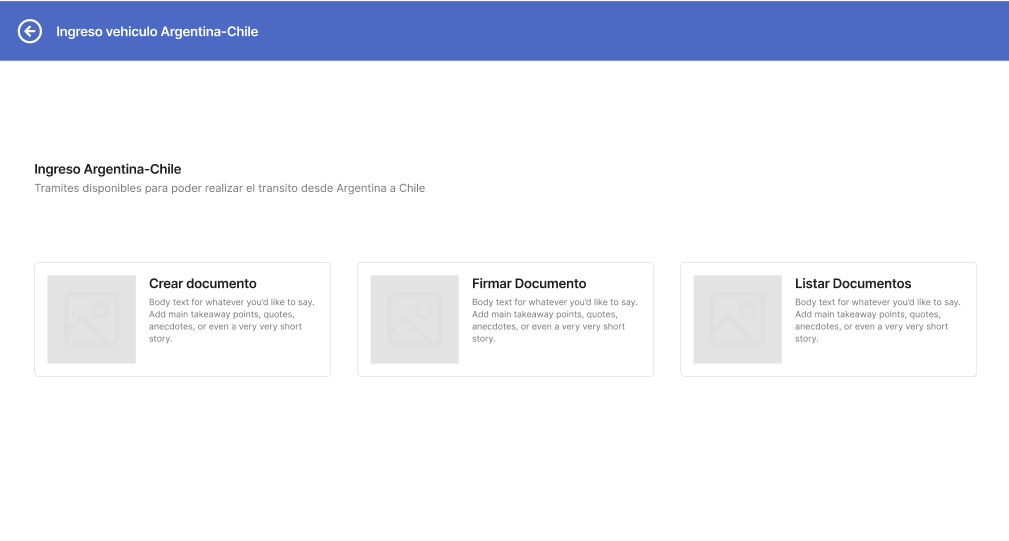 Ingreso vehiculo Argentina-Chile
Ingreso Argentina-Chile
Tramites disponibles para poder realizar el transito desde Argentina a Chile
Crear documento
Body text for whatever you'd like to say.
Add main takeaway points, quotes,
anecdotes, or even a very very short
story.
Firmar Documento
Body text for whatever you'd like to say.
Add main takeaway points, quotes,
anecdotes, or even a very very short
story.
Listar Documentos
Body text for whatever you'd like to say.
Add main takeaway points, quotes,
anecdotes, or even a very very short
story.